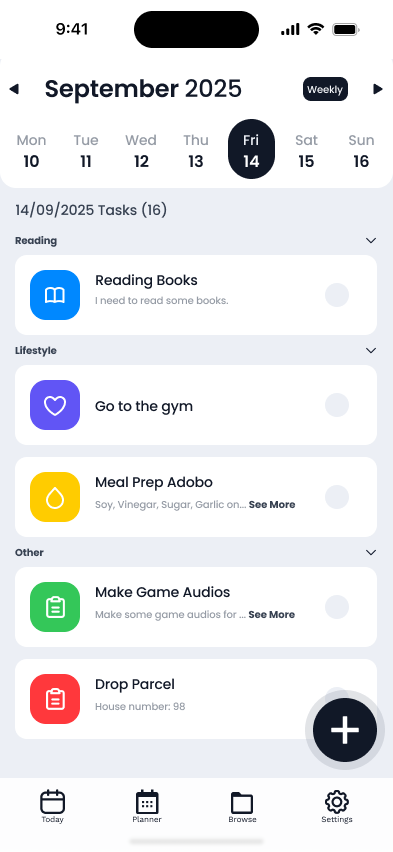 9:41
September 2025
Weekly
Mon Tue Wed Thu Fri Sat Sun
10 11 12 13 14 15 16
14/09/2025 Tasks (16)
Reading
Reading Books
I need to read some books.
Lifestyle
Go to the gym
Meal Prep Adobo
Soy, Vinegar, Sugar, Garlic on... See More
Other
Make Game Audios
Make some game audios for ... See More
Drop Parcel
House number: 98
Today Planner Browse Settings